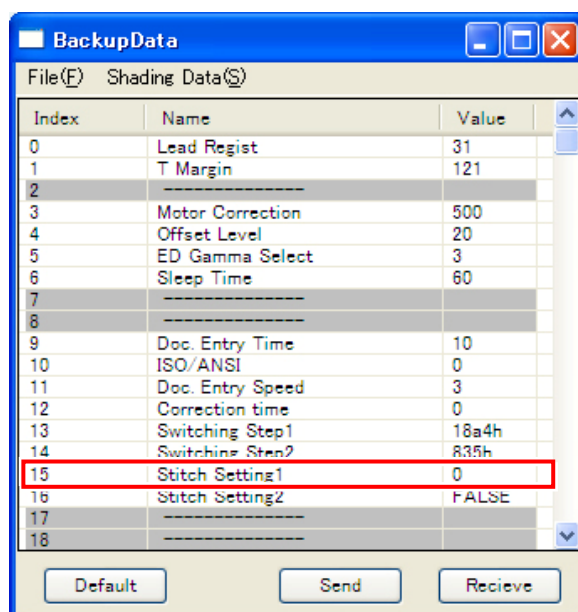 BackupData
File(F) Shading Data(S)
Index Name Value
0 Lead Regist 31
1 T Margin 121
2 --------------
3 Motor Correction 500
4 Offset Level 20
5 ED Gamma Select 3
6 Sleep Time 60
7 --------------
8 --------------
9 Doc. Entry Time 10
10 ISO/ANSI 0
11 Doc. Entry Speed 3
12 Correction time 0
13 Switching Step1 18a4h
14 Switching Step2 835h
15 Stitch Setting1 0
16 Stitch Setting2 FALSE
17 --------------
18 --------------
Default Send Recieve